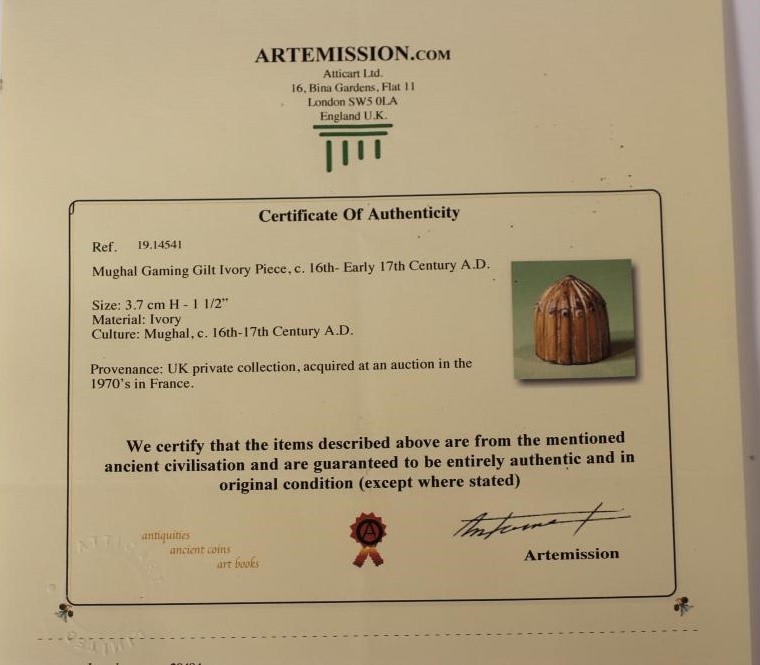 ARTEMISSION.COM
Atticart Ltd.
16, Bina Gardens, Flat 11
London SW5 0LA
England U.K.
Certificate Of Authenticity
Ref. 19.14541
Mughal Gaming Gilt Ivory Piece, c. 16th- Early 17th Century A.D.
Size: 3.7 cm H - 1 1/2”
Material: Ivory
Culture: Mughal, c. 16th-17th Century A.D.
Provenance: UK private collection, acquired at an auction in the
1970’s in France.
We certify that the items described above are from the mentioned
ancient civilisation and are guaranteed to be entirely authentic and in
original condition (except where stated)
antiquities
ancient coins
art books
A
Artemission